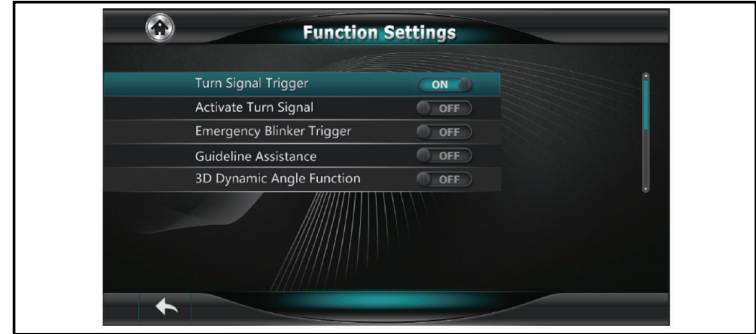 Function Settings
Turn Signal Trigger ON
Activate Turn Signal OFF
Emergency Blinker Trigger OFF
Guideline Assistance OFF
3D Dynamic Angle Function OFF